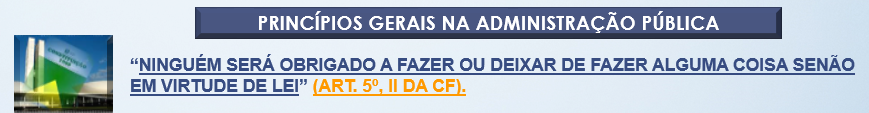 PRINCÍPIOS GERAIS NA ADMINISTRAÇÃO PÚBLICA
“NINGUÉM SERÁ OBRIGADO A FAZER OU DEIXAR DE FAZER ALGUMA COISA SENÃO
EM VIRTUDE DE LEI” (ART. 5º, II DA CF).